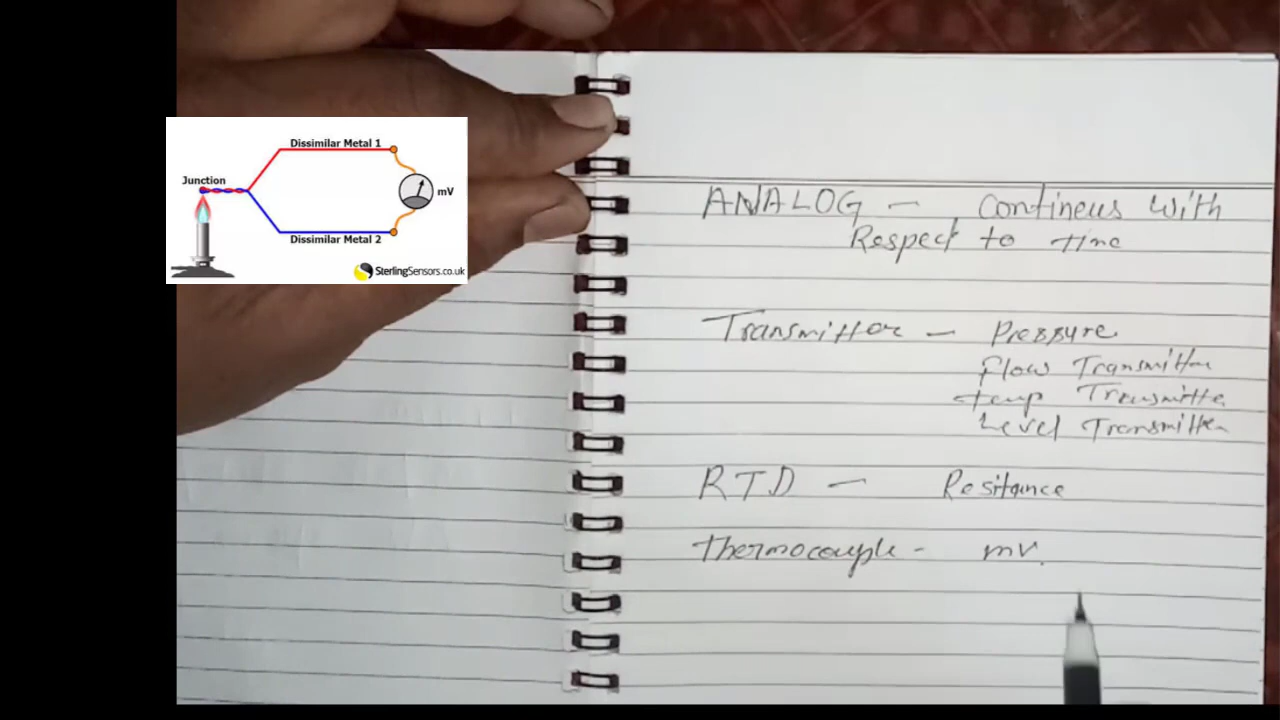 Dissimilar Metal 1
Junction
mV
Dissimilar Metal 2
SterlingSensors.co.uk
ANALOG - Contineus With
Respect to time
Transmitter - Pressure
flow Transmitter
temp Transmitte
Level Transmitter
RTD - Resitance
Thermocouple - mv.